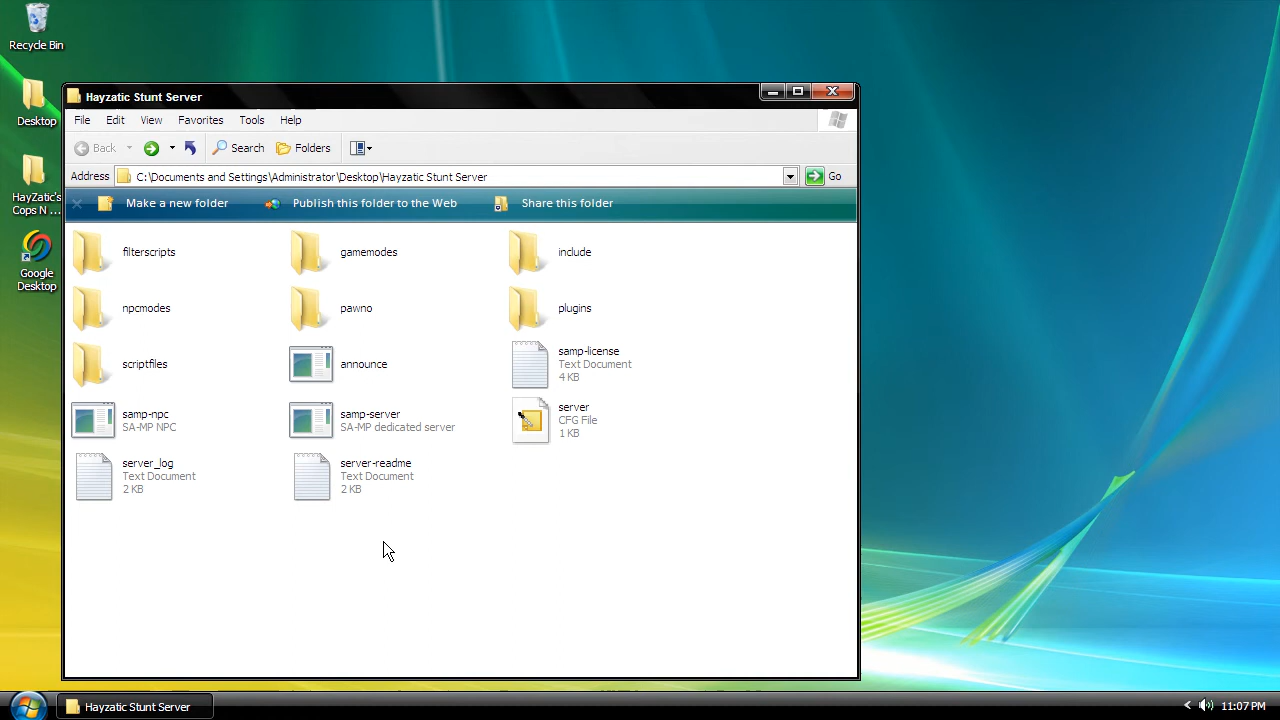 Recycle Bin
Desktop
HayZatic's
Cops N ...
Google
Desktop
Hayzatic Stunt Server
File Edit View Favorites Tools Help
Back Search Folders
Address C:\Documents and Settings\Administrator\Desktop\Hayzatic Stunt Server Go
Make a new folder Publish this folder to the Web Share this folder
filterscripts gamemodes include
npcmodes pawno plugins
scriptfiles announce
samp-license
Text Document
4 KB
samp-npc
SA-MP NPC
samp-server
SA-MP dedicated server
server
CFG File
1 KB
server_log
Text Document
2 KB
server-readme
Text Document
2 KB
Hayzatic Stunt Server 11:07 PM